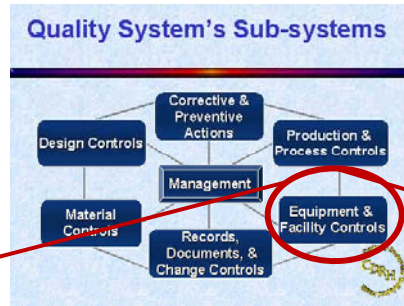 Quality System's Sub-systems
Corrective &
Preventive
Actions
Design Controls
Production &
Process Controls
Management
Material
Controls
Equipment &
Facility Controls
Records,
Documents, &
Change Controls
CDRH